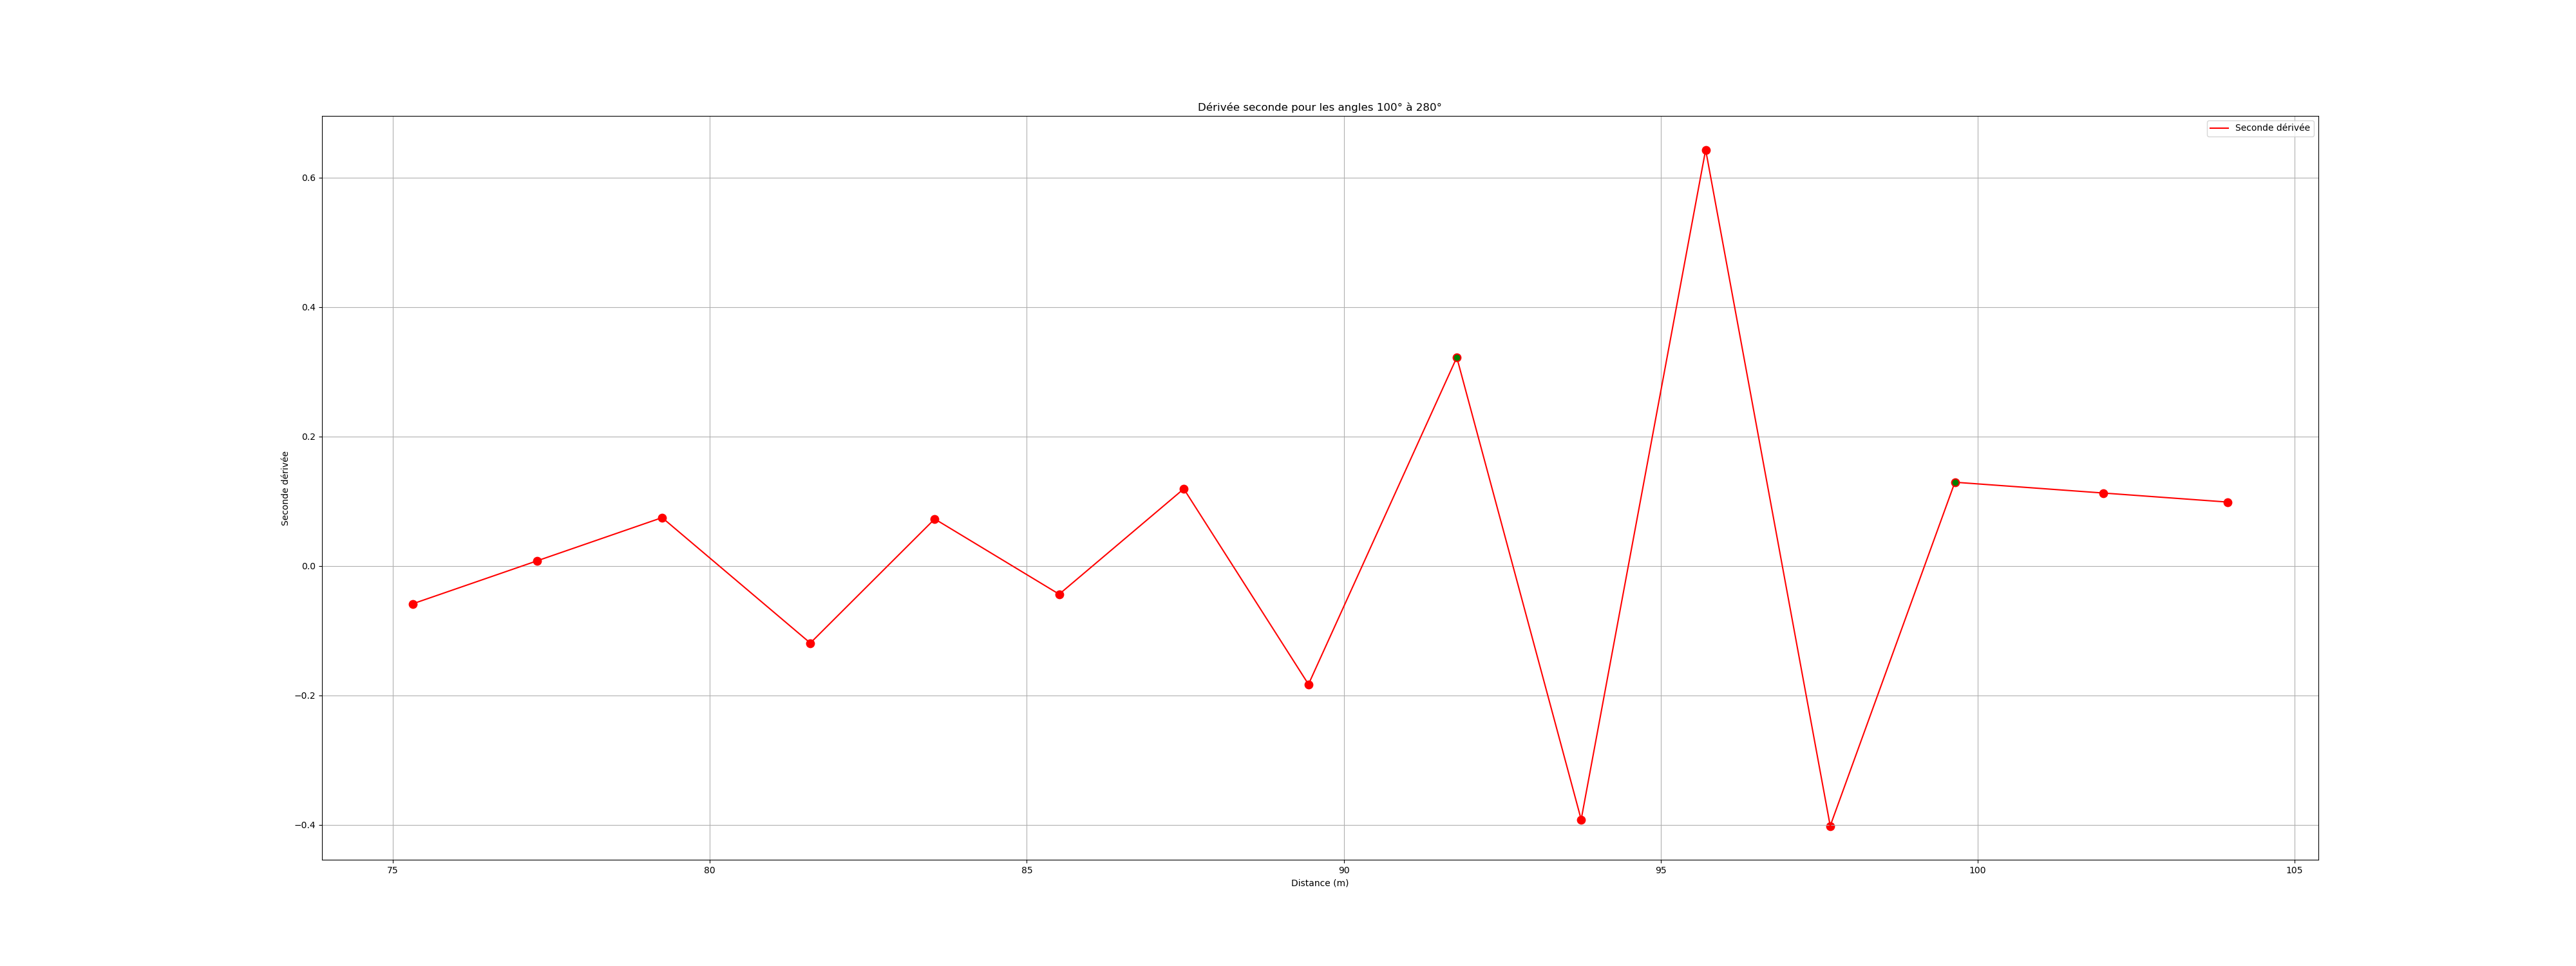 Dérivée seconde pour les angles 100° à 280°
Seconde dérivée
0.6
0.4
0.2
0.0
−0.2
−0.4
Seconde dérivée
75 80 85 90 95 100 105
Distance (m)